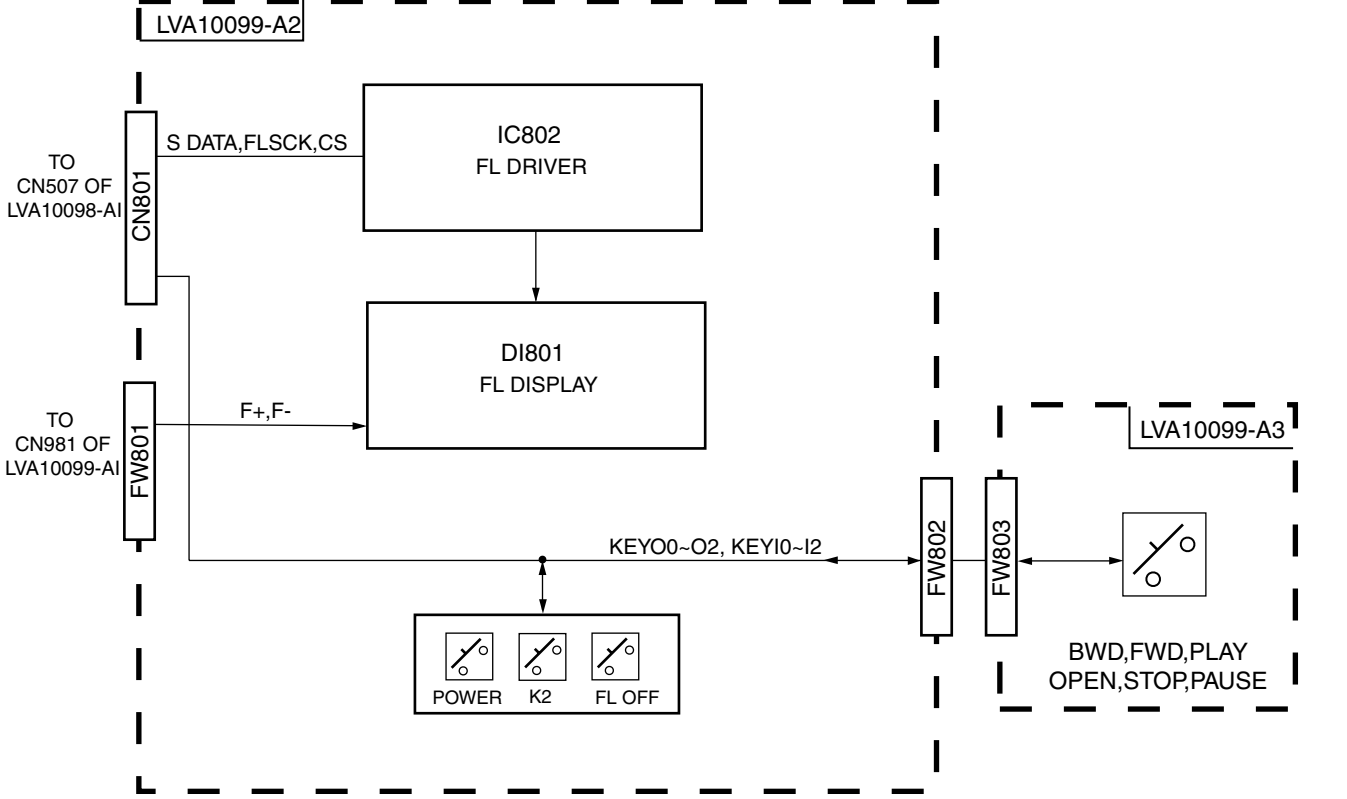 LVA10099-A2
S DATA,FLSCK,CS
IC802
FL DRIVER
TO
CN507 OF
LVA10098-AI
CN801
DI801
FL DISPLAY
F+,F-
TO
CN981 OF
LVA10099-AI
FW801
LVA10099-A3
KEYO0~O2, KEYI0~I2
FW802
FW803
POWER
K2
FL OFF
BWD,FWD,PLAY
OPEN,STOP,PAUSE